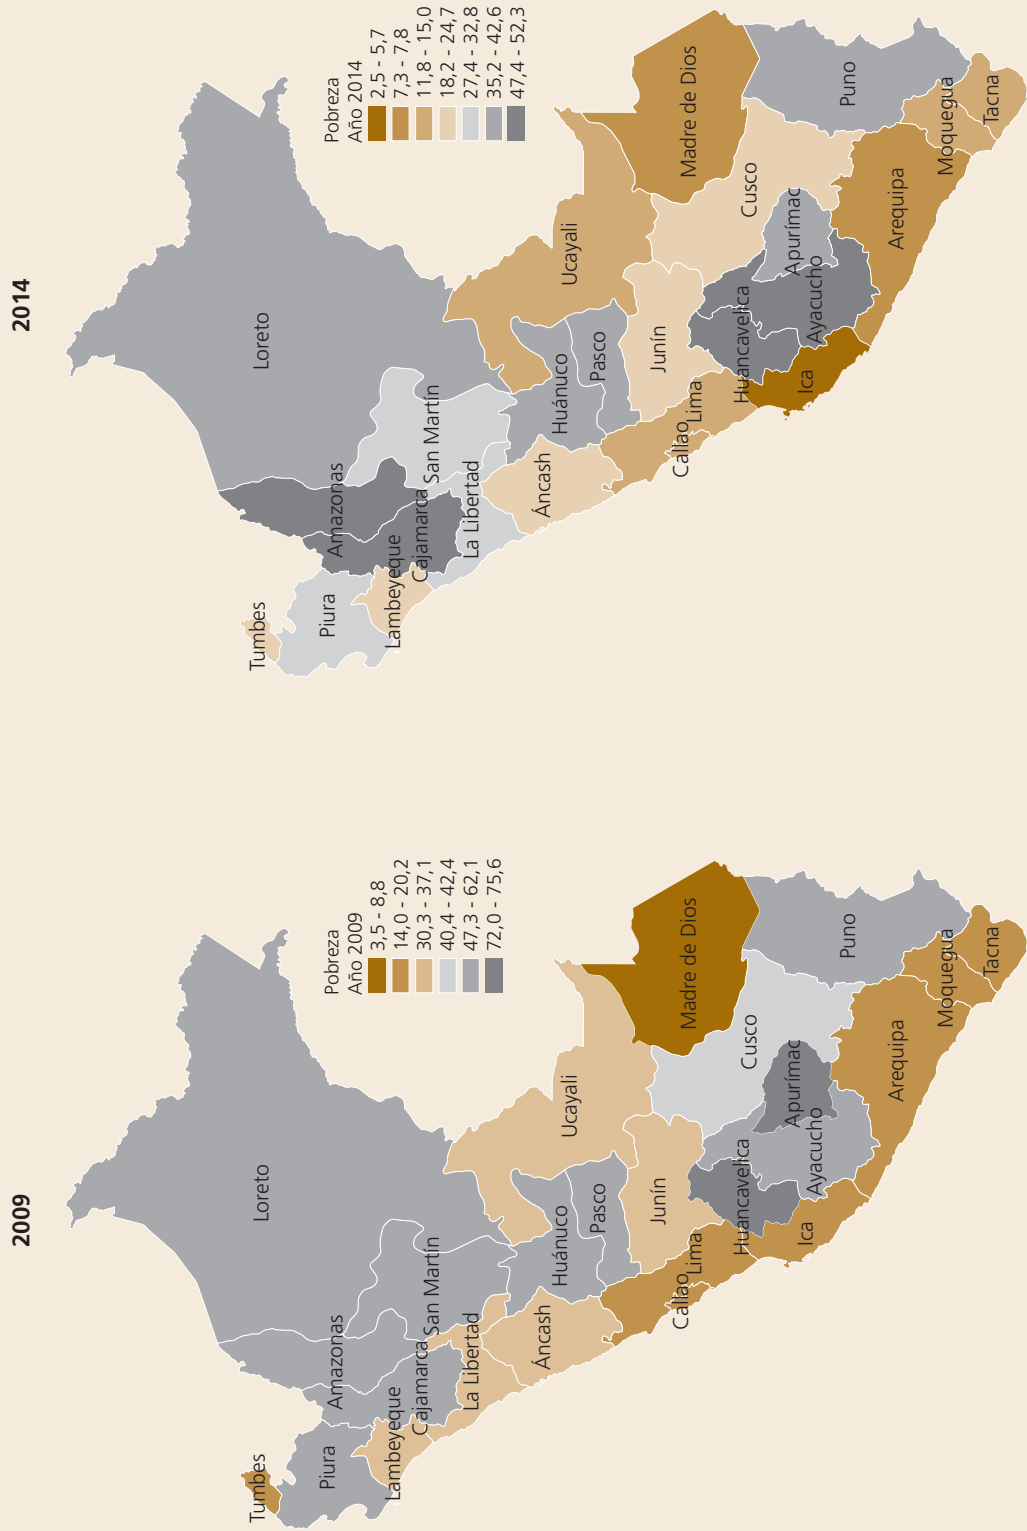 2009
Pobreza
Año 2009
3,5 - 8,8
14,0 - 20,2
30,3 - 37,1
40,4 - 42,4
47,3 - 62,1
72,0 - 75,6
Tumbes
Piura
Lambeyeque
Cajamarca
Amazonas
La Libertad
San Martín
Loreto
Áncash
Huánuco
Pasco
Ucayali
Callao
Lima
Junín
Huancavelica
Ica
Ayacucho
Apurímac
Cusco
Madre de Dios
Arequipa
Puno
Moquegua
Tacna
2014
Pobreza
Año 2014
2,5 - 5,7
7,3 - 7,8
11,8 - 15,0
18,2 - 24,7
27,4 - 32,8
35,2 - 42,6
47,4 - 52,3
Tumbes
Piura
Lambeyeque
Cajamarca
Amazonas
La Libertad
San Martín
Loreto
Áncash
Huánuco
Pasco
Ucayali
Callao
Lima
Junín
Huancavelica
Ica
Ayacucho
Apurímac
Cusco
Madre de Dios
Arequipa
Puno
Moquegua
Tacna